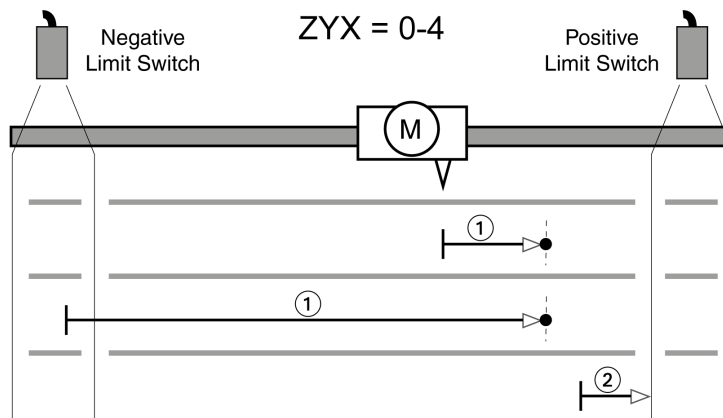 ZYX = 0-4
Negative
Limit Switch
Positive
Limit Switch
M
1
1
2